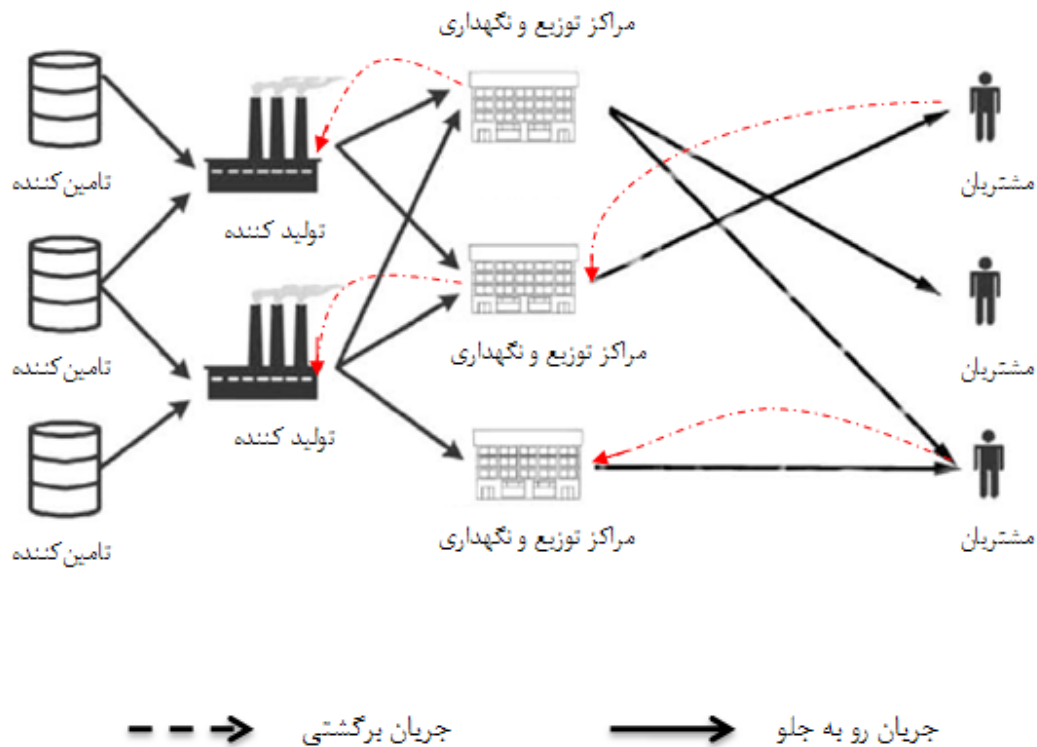 مراکز توزیع و نگهداری
تامین‌کننده
مشتریان
تولید کننده
مراکز توزیع و نگهداری
تامین‌کننده
مشتریان
تولید کننده
مراکز توزیع و نگهداری
تامین‌کننده
مشتریان
جریان رو به جلو
جریان برگشتی